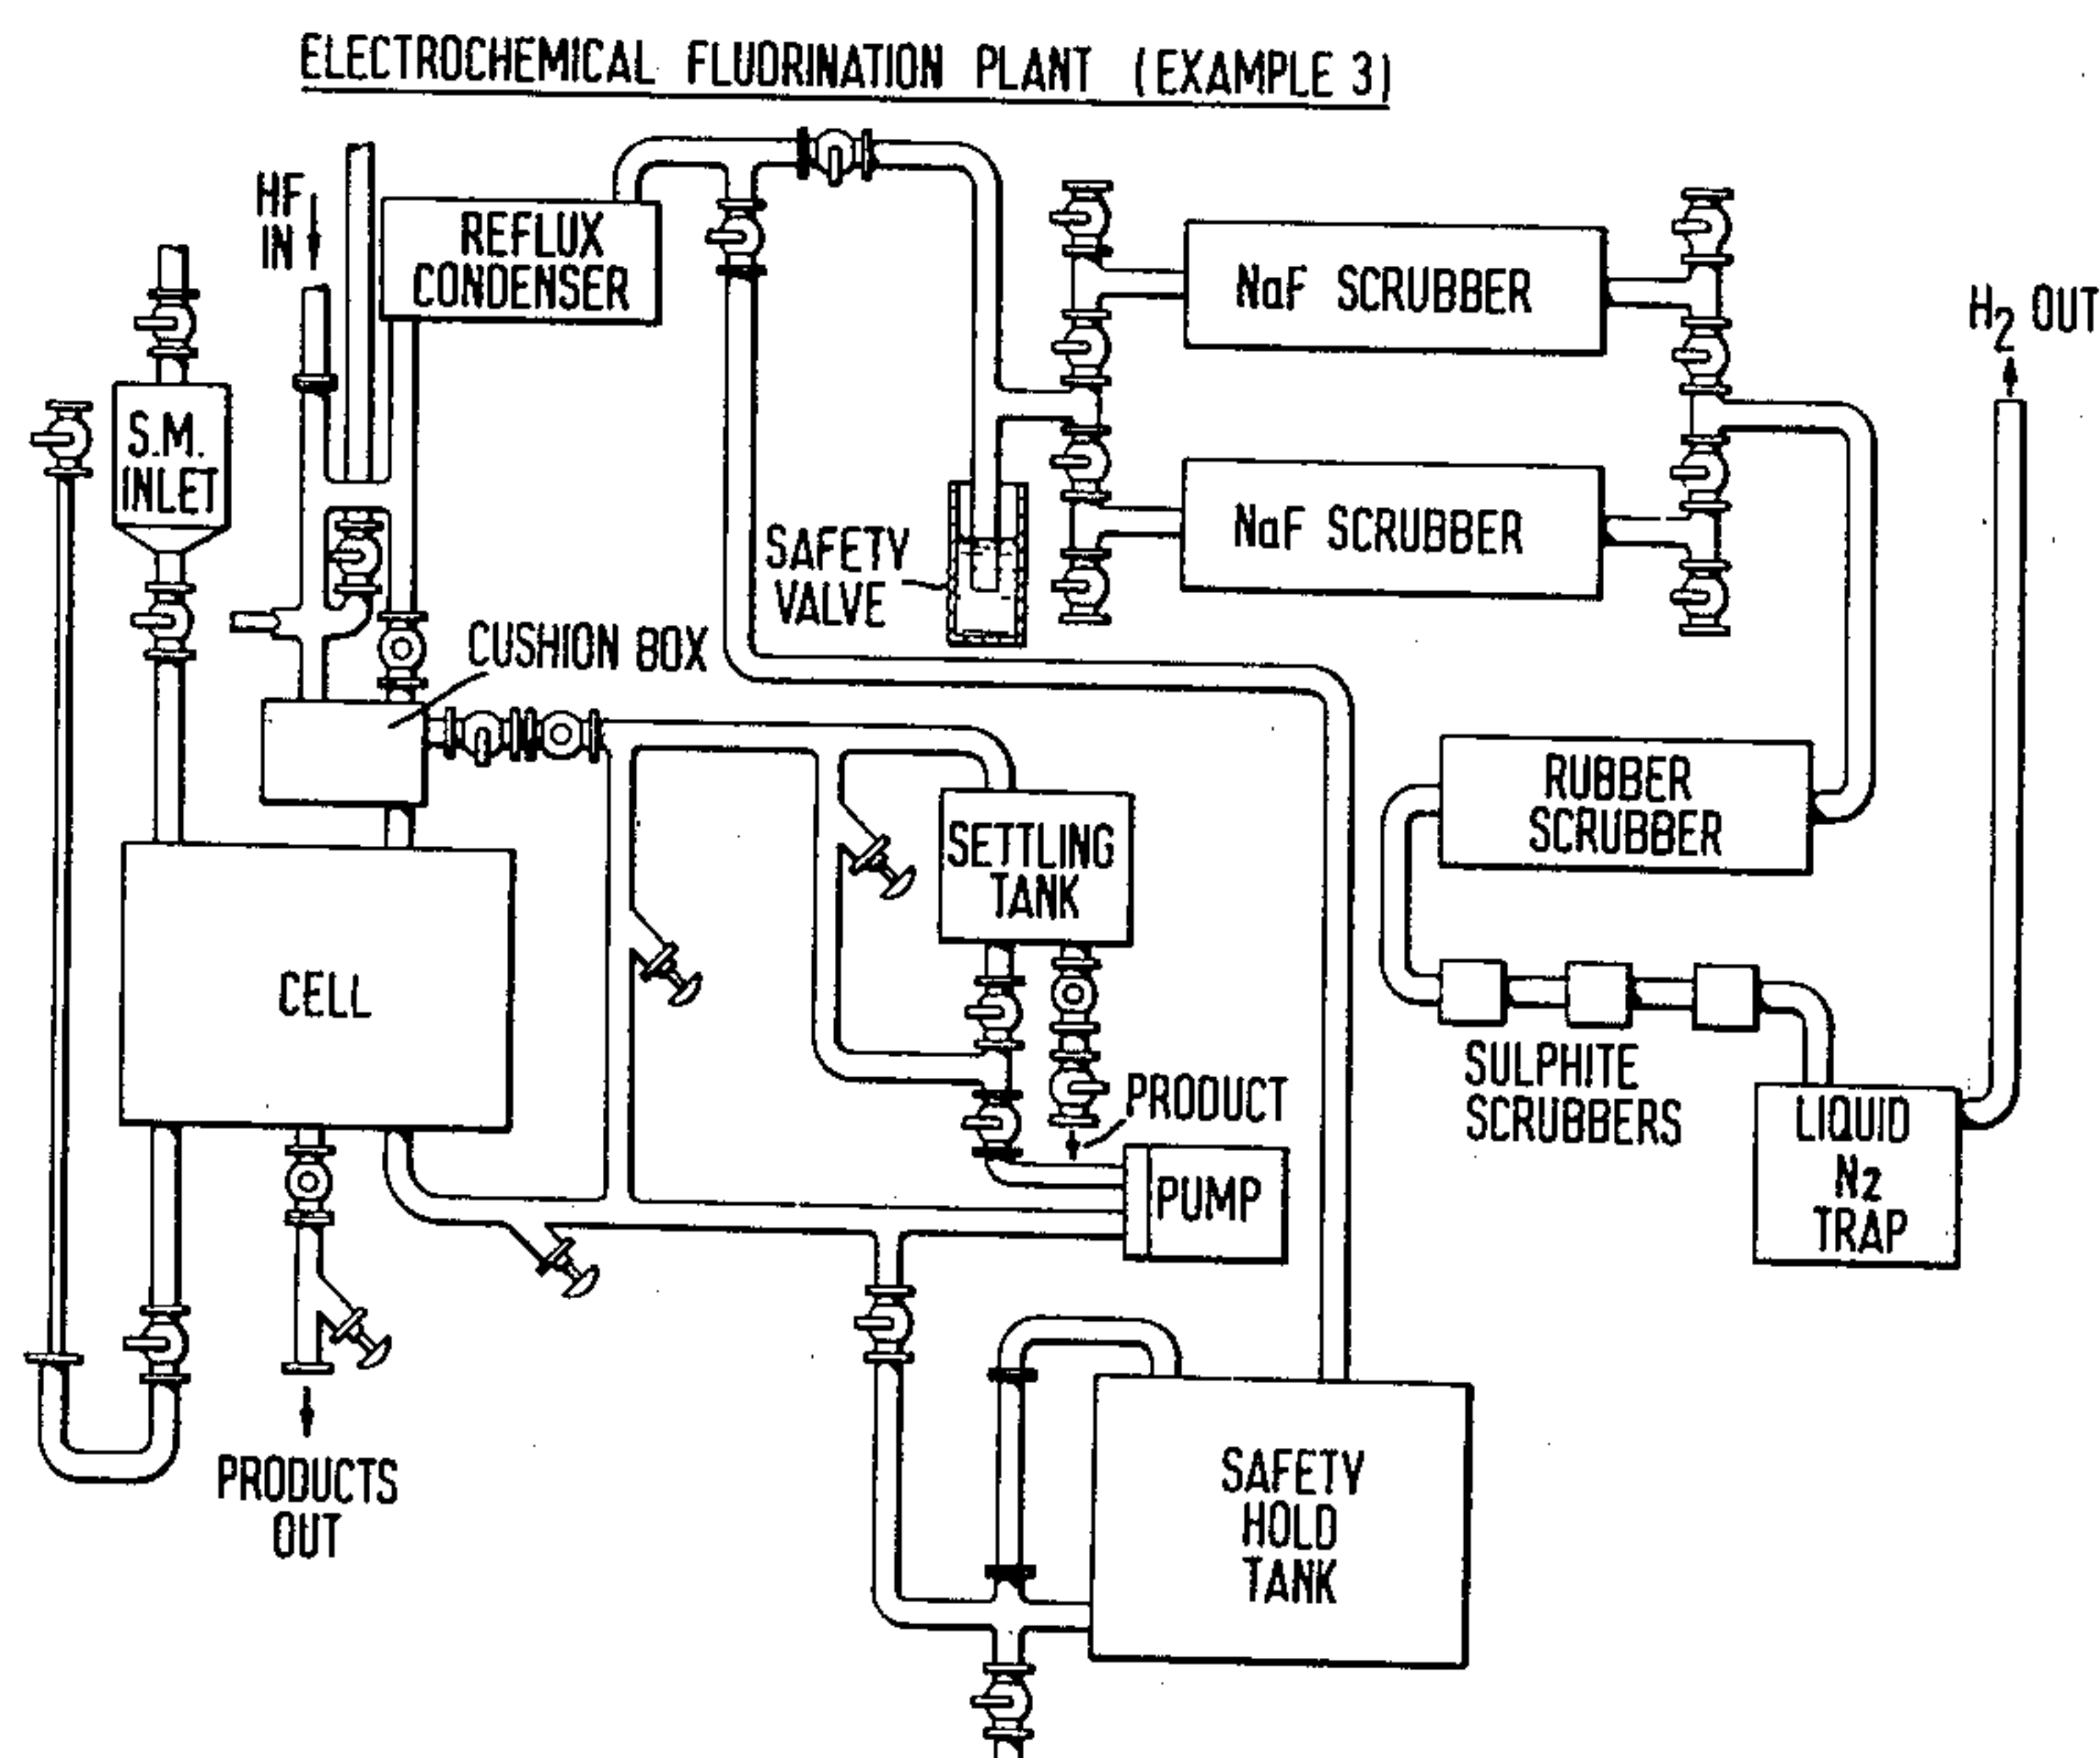 ELECTROCHEMICAL FLUORINATION PLANT (EXAMPLE 3)
HF
IN
REFLUX
CONDENSER
NaF SCRUBBER
H2 OUT
S.M.
INLET
NaF SCRUBBER
SAFETY
VALVE
CUSHION BOX
RUBBER
SCRUBBER
SETTLING
TANK
CELL
SULPHITE
SCRUBBERS
PRODUCT
PUMP
LIQUID
N2
TRAP
PRODUCTS
OUT
SAFETY
HOLD
TANK